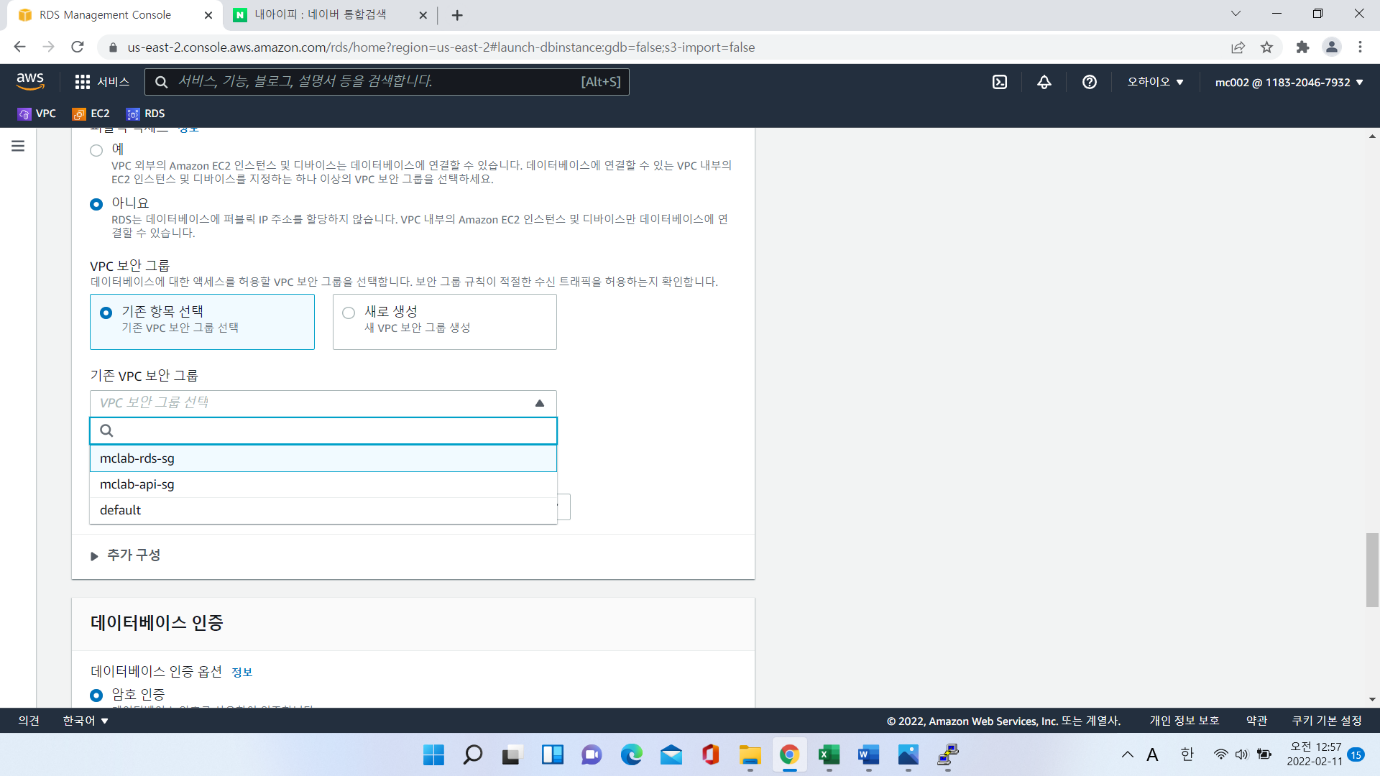 RDS Management Console
내아이피 : 네이버 통합검색
us-east-2.console.aws.amazon.com/rds/home?region=us-east-2#launch-dbinstance:gdb=false;s3-import=false
aws
서비스
서비스, 기능, 블로그, 설명서 등을 검색합니다.
[Alt+S]
오하이오 ▼
mc002 @ 1183-2046-7932 ▼
VPC
EC2
RDS
정보
예
VPC 외부의 Amazon EC2 인스턴스 및 디바이스는 데이터베이스에 연결할 수 있습니다. 데이터베이스에 연결할 수 있는 VPC 내부의
EC2 인스턴스 및 디바이스를 지정하는 하나 이상의 VPC 보안 그룹을 선택하세요.
아니요
RDS는 데이터베이스에 퍼블릭 IP 주소를 할당하지 않습니다. VPC 내부의 Amazon EC2 인스턴스 및 디바이스만 데이터베이스에 연
결할 수 있습니다.
VPC 보안 그룹
데이터베이스에 대한 액세스를 허용할 VPC 보안 그룹을 선택합니다. 보안 그룹 규칙이 적절한 수신 트래픽을 허용하는지 확인합니다.
기존 항목 선택
기존 VPC 보안 그룹 선택
새로 생성
새 VPC 보안 그룹 생성
기존 VPC 보안 그룹
VPC 보안 그룹 선택
mclab-rds-sg
mclab-api-sg
default
추가 구성
데이터베이스 인증
데이터베이스 인증 옵션 정보
암호 인증
의견
한국어 ▼
© 2022, Amazon Web Services, Inc. 또는 계열사.
개인 정보 보호
약관
쿠키 기본 설정
A
한
오전 12:57
2022-02-11
15